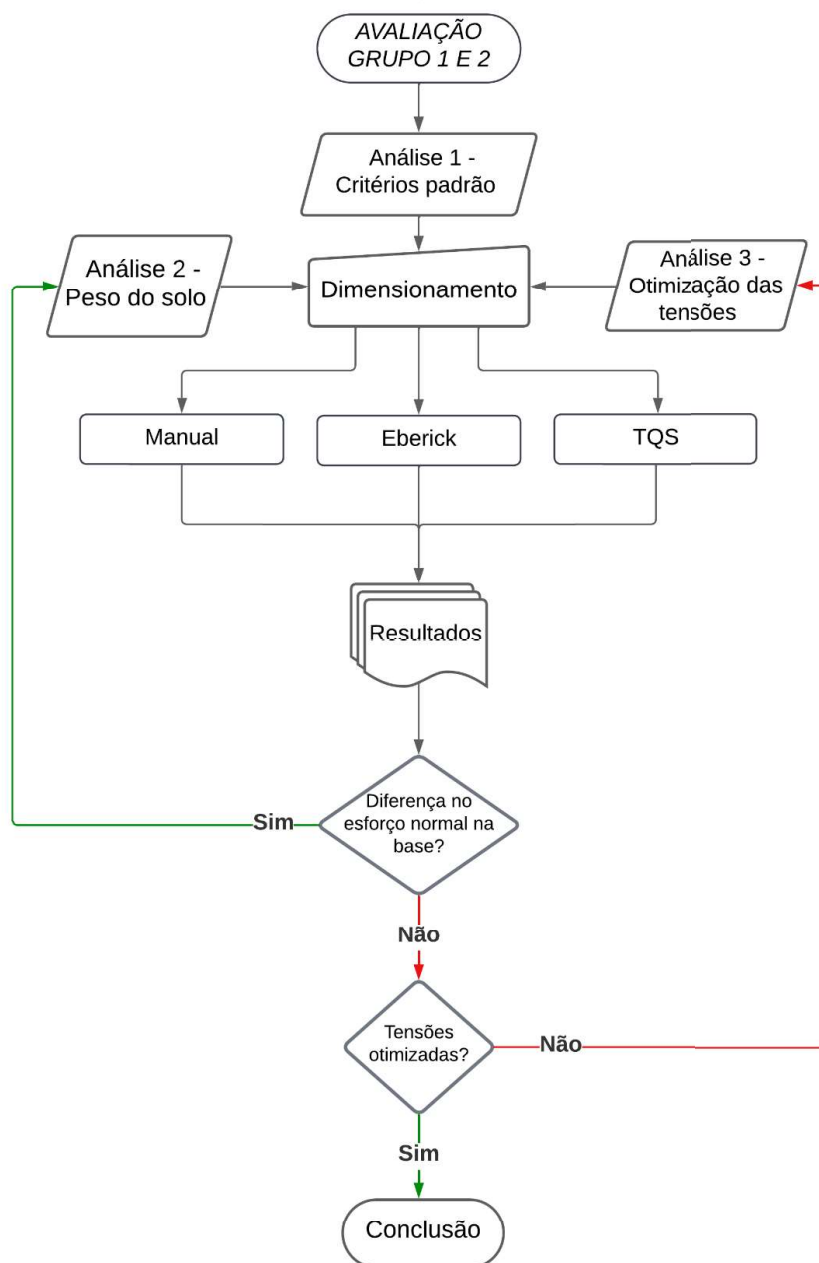 AVALIAÇÃO
GRUPO 1 E 2
Análise 1 -
Critérios padrão
Análise 2 -
Peso do solo
Dimensionamento
Análise 3 -
Otimização das
tensões
Manual
Eberick
TQS
Resultados
Diferença no
esforço normal na
base?
Sim
Não
Tensões
otimizadas?
Não
Sim
Conclusão